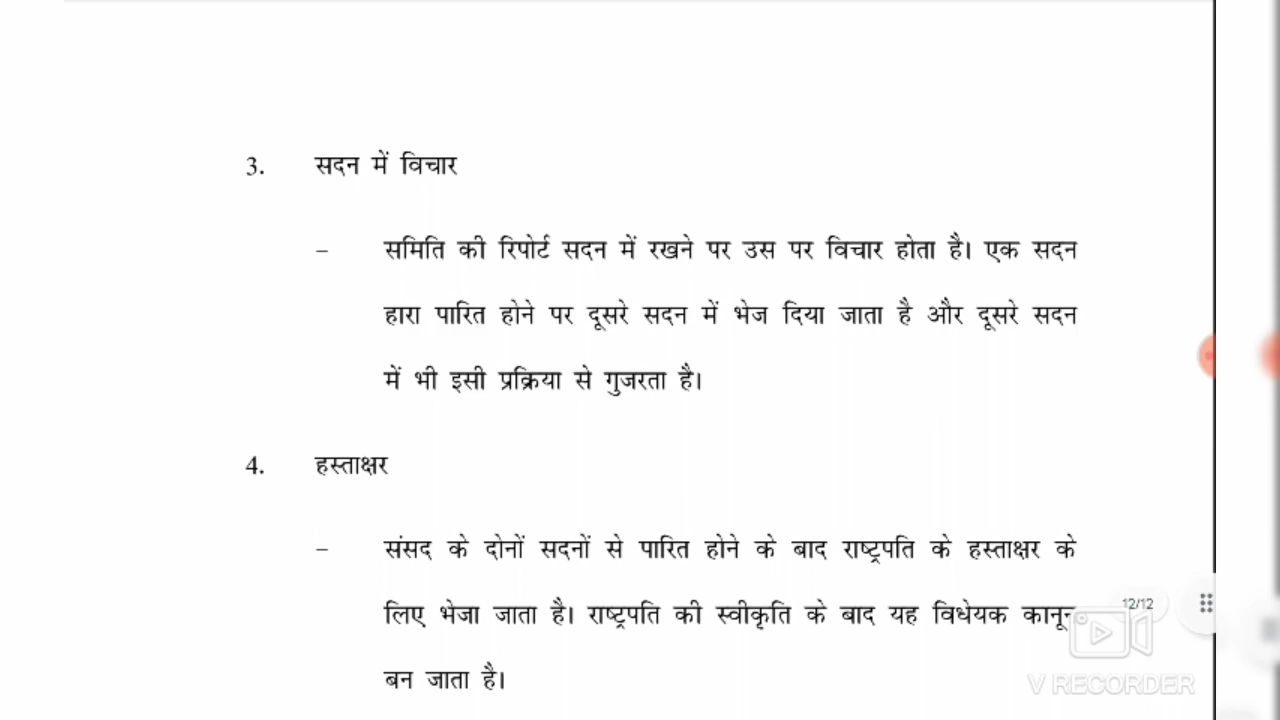 3. सदन में विचार
– समिति की रिपोर्ट सदन में रखने पर उस पर विचार होता है। एक सदन
हारा पारित होने पर दूसरे सदन में भेज दिया जाता है और दूसरे सदन
में भी इसी प्रक्रिया से गुजरता है।
4. हस्ताक्षर
– संसद के दोनों सदनों से पारित होने के बाद राष्ट्रपति के हस्ताक्षर के
लिए भेजा जाता है। राष्ट्रपति की स्वीकृति के बाद यह विधेयक कानून
बन जाता है।
12/12
V RECORDER